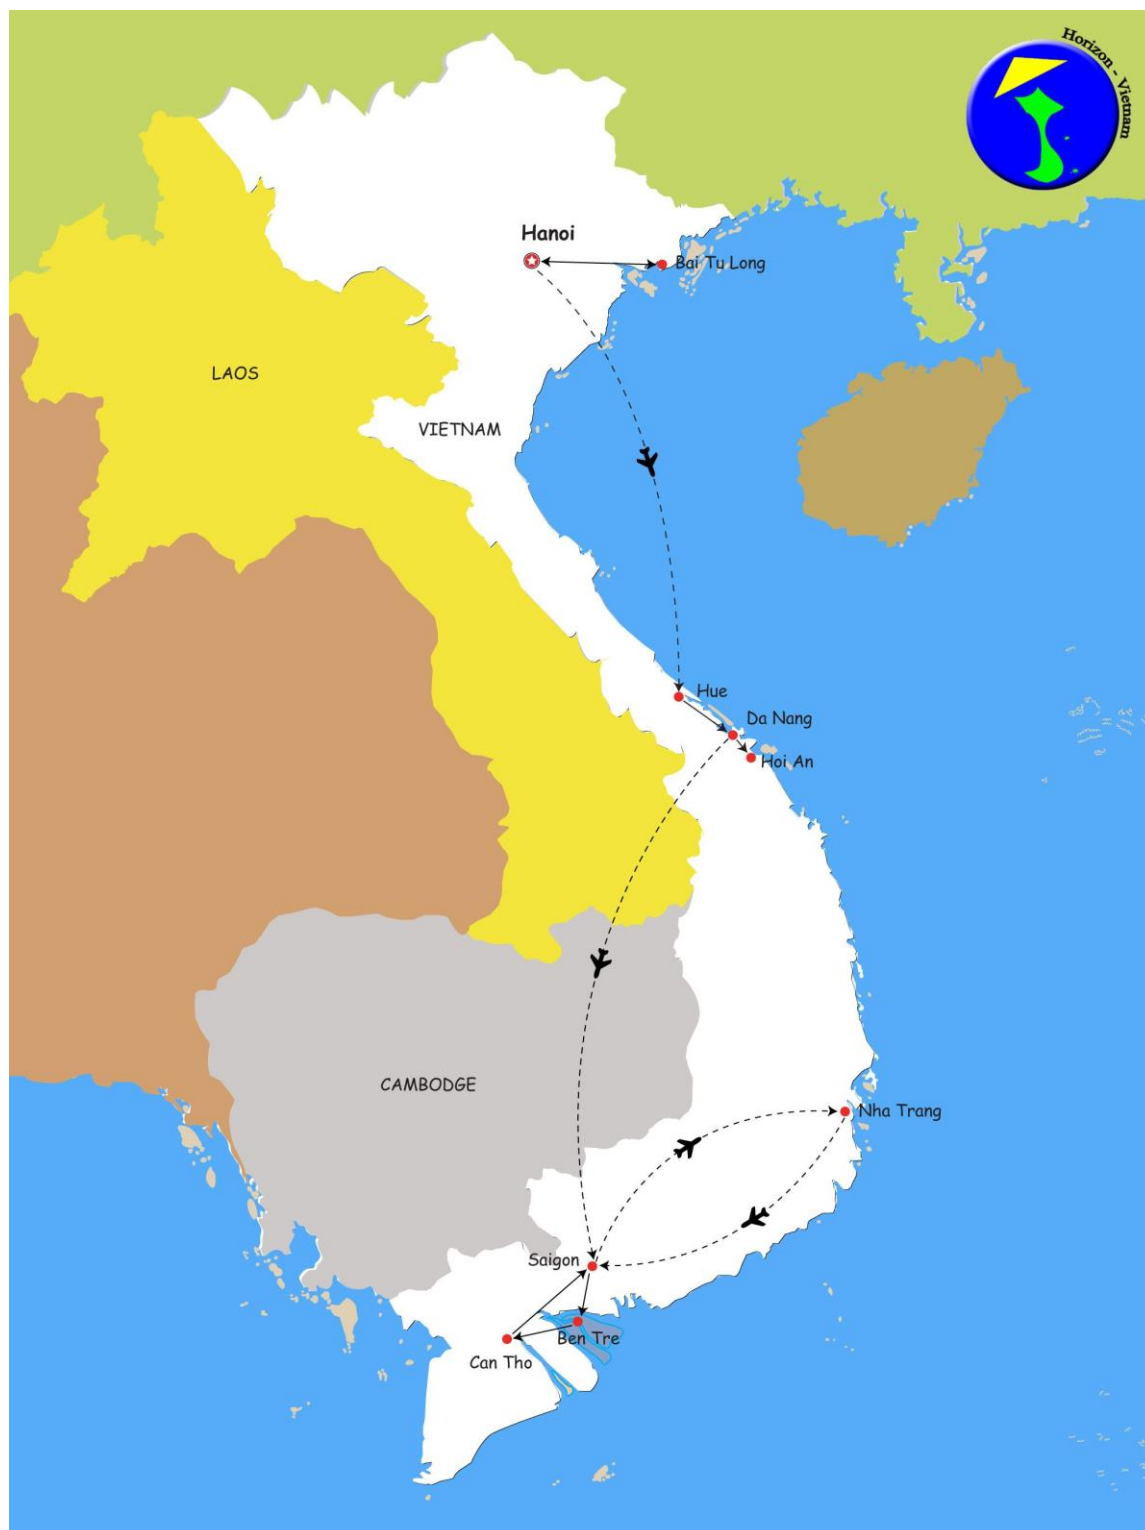 Horizon - Vietnam
Hanoi
Bai Tu Long
LAOS
VIETNAM
Hue
Da Nang
Hoi An
CAMBODGE
Nha Trang
Saigon
Ben Tre
Can Tho